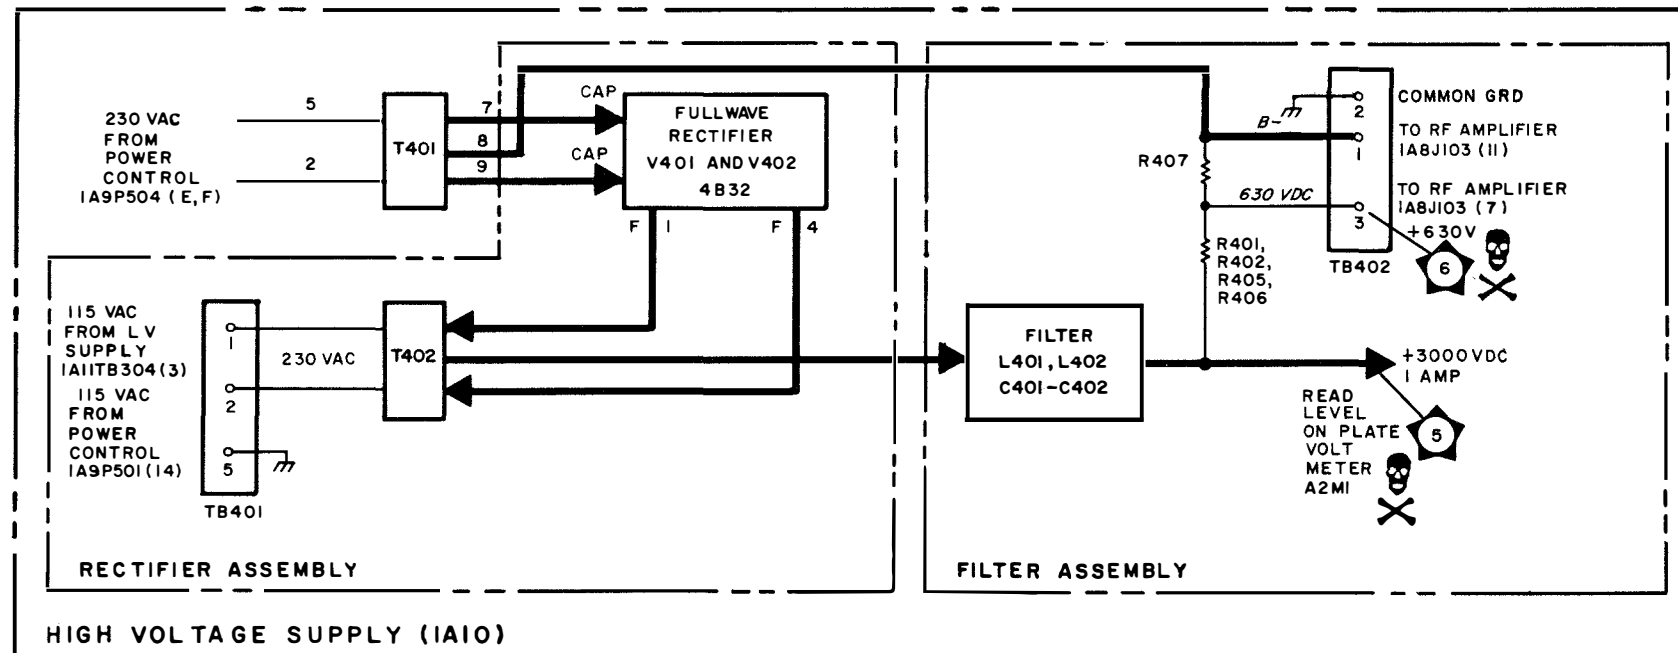 5
230 VAC
FROM
POWER
CONTROL
1A9P504 (E,F)
2
T401
7
8
9
CAP
CAP
FULLWAVE
RECTIFIER
V401 AND V402
4B32
F 1
F 4
115 VAC
FROM LV
SUPPLY
1A11TB304(3)
115 VAC
FROM
POWER
CONTROL
1A9P501(14)
1
2
5
TB401
230 VAC
T402
RECTIFIER ASSEMBLY
R407
B-
630 VDC
R401,
R402,
R405,
R406
2
1
3
TB402
COMMON GRD
TO RF AMPLIFIER
1A8J103 (11)
TO RF AMPLIFIER
1A8J103 (7)
+630V
6
FILTER
L401, L402
C401-C402
+3000VDC
1 AMP
READ
LEVEL
ON PLATE
VOLT
METER
A2M1
5
FILTER ASSEMBLY
HIGH VOLTAGE SUPPLY (1A10)